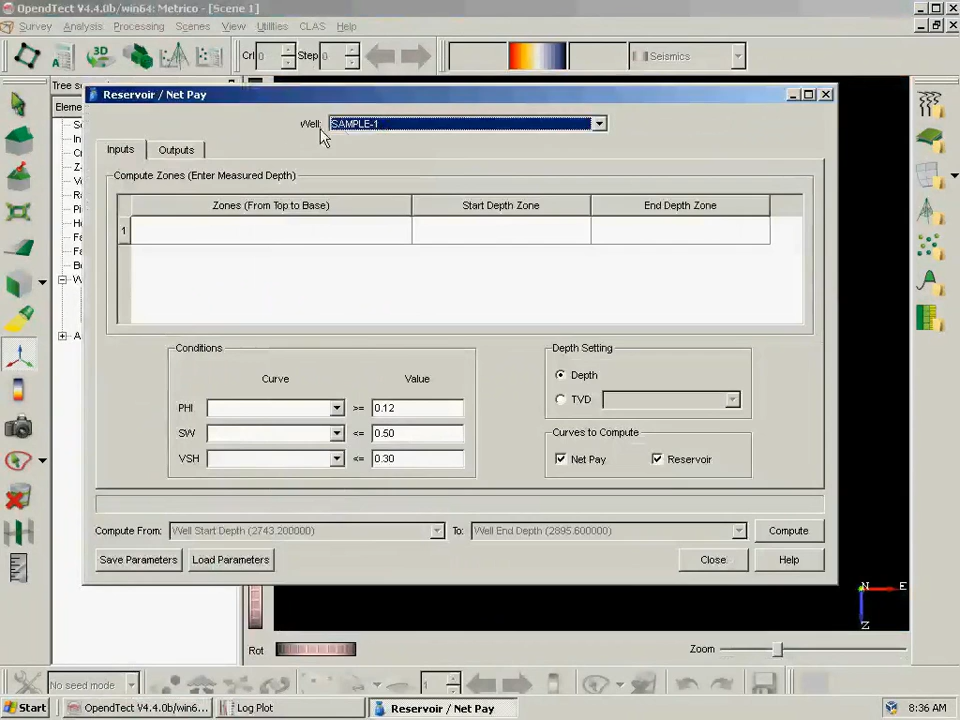 OpendTect V4.4.0b/win64: Metrico - [Scene 1]
Survey Analysis Processing Scenes View Utilities CLAS Help
3D Crl 0 Step 0 Seismics
Tree
Reservoir / Net Pay
Well: SAMPLE-1
Inputs Outputs
Compute Zones (Enter Measured Depth)
Zones (From Top to Base) Start Depth Zone End Depth Zone
1
Conditions
Curve Value
PHI >= 0.12
SW <= 0.50
VSH <= 0.30
Depth Setting
Depth
TVD
Curves to Compute
Net Pay Reservoir
Compute From: Well Start Depth (2743.200000) To: Well End Depth (2895.600000) Compute
Save Parameters Load Parameters Close Help
N E
Z
Rot Zoom
No seed mode 1
Start OpendTect V4.4.0b/win6... Log Plot Reservoir / Net Pay 8:36 AM